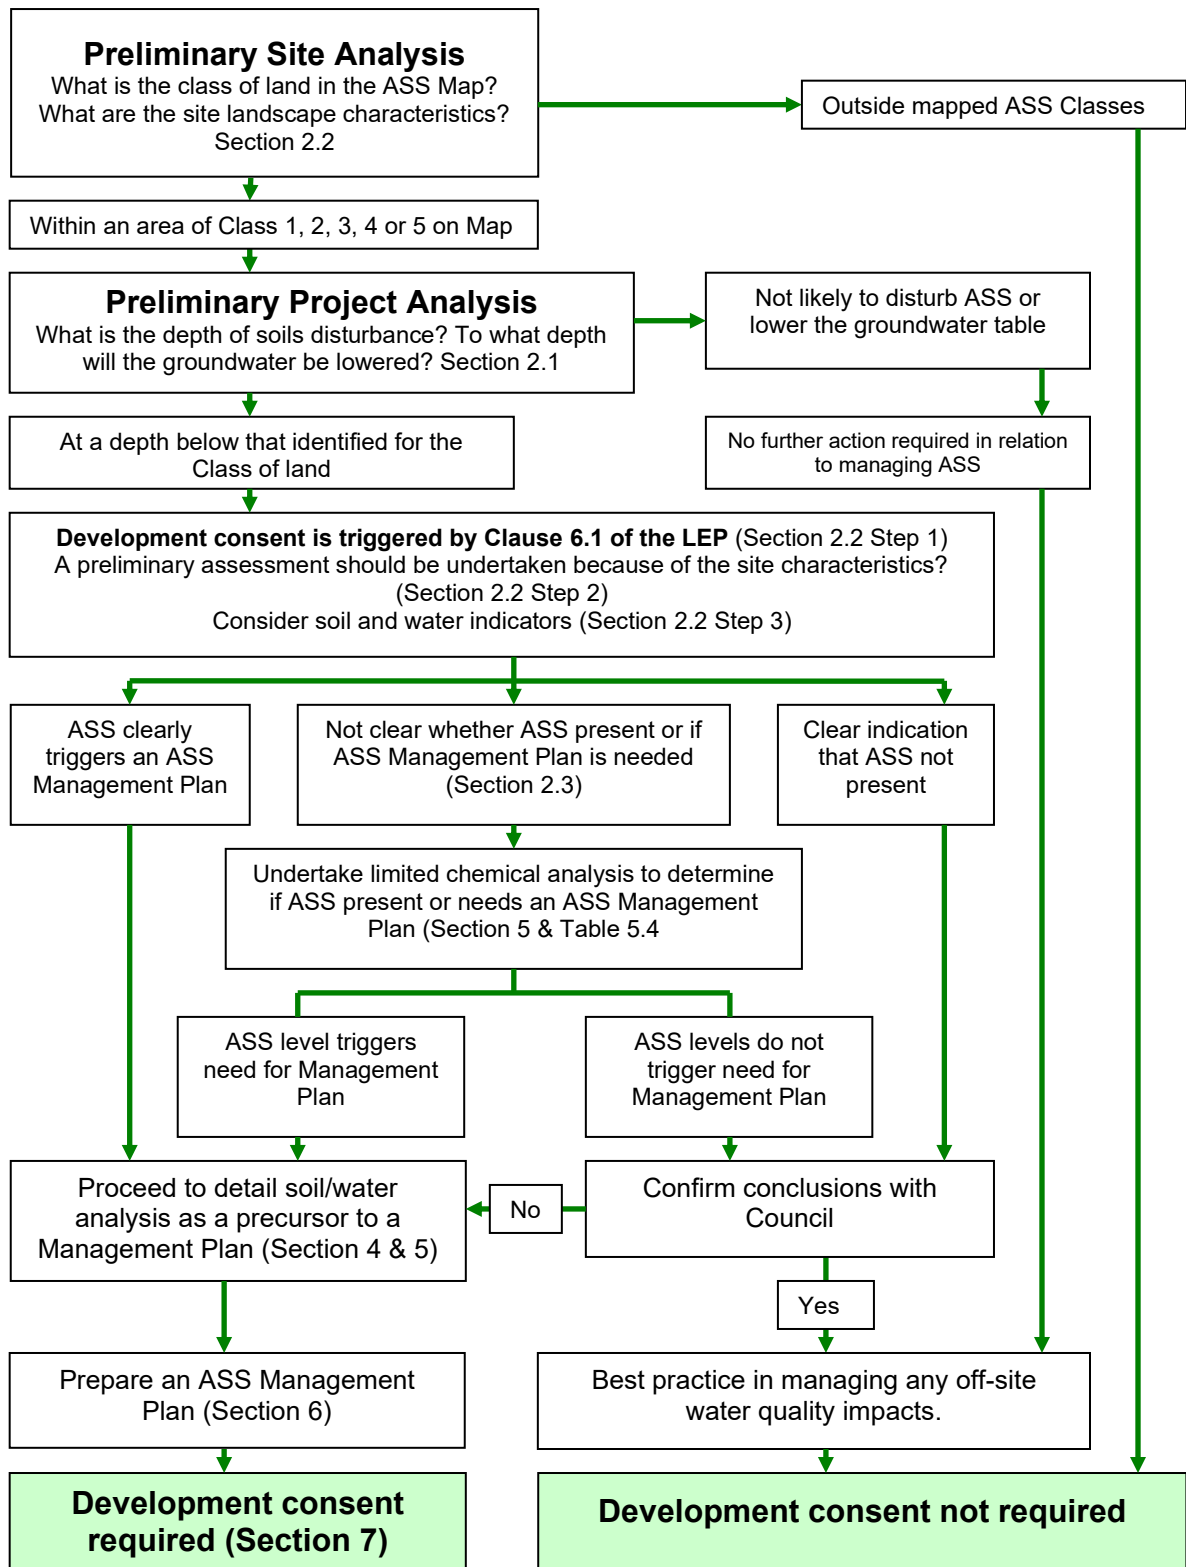 Preliminary Site Analysis
What is the class of land in the ASS Map?
What are the site landscape characteristics?
Section 2.2
Outside mapped ASS Classes
Within an area of Class 1, 2, 3, 4 or 5 on Map
Preliminary Project Analysis
What is the depth of soils disturbance? To what depth
will the groundwater be lowered? Section 2.1
Not likely to disturb ASS or
lower the groundwater table
At a depth below that identified for the
Class of land
No further action required in relation
to managing ASS
Development consent is triggered by Clause 6.1 of the LEP (Section 2.2 Step 1)
A preliminary assessment should be undertaken because of the site characteristics?
(Section 2.2 Step 2)
Consider soil and water indicators (Section 2.2 Step 3)
ASS clearly
triggers an ASS
Management Plan
Not clear whether ASS present or if
ASS Management Plan is needed
(Section 2.3)
Clear indication
that ASS not
present
Undertake limited chemical analysis to determine
if ASS present or needs an ASS Management
Plan (Section 5 & Table 5.4
ASS level triggers
need for Management
Plan
ASS levels do not
trigger need for
Management Plan
Proceed to detail soil/water
analysis as a precursor to a
Management Plan (Section 4 & 5)
No
Confirm conclusions with
Council
Yes
Prepare an ASS Management
Plan (Section 6)
Best practice in managing any off-site
water quality impacts.
Development consent
required (Section 7)
Development consent not required